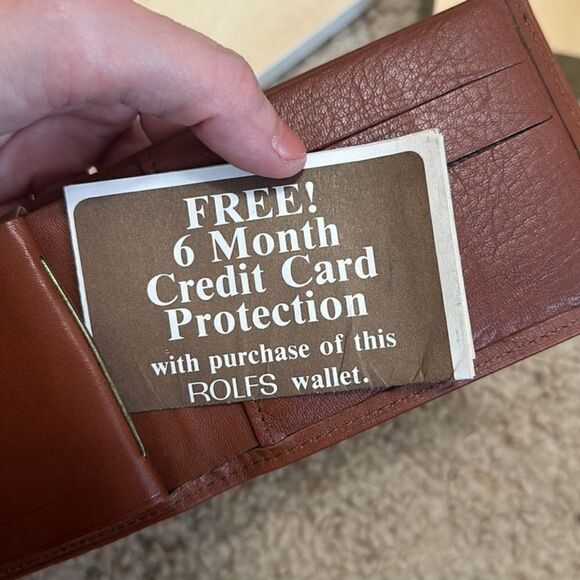 FREE!
6 Month
Credit Card
Protection
with purchase of this
ROLFS wallet.